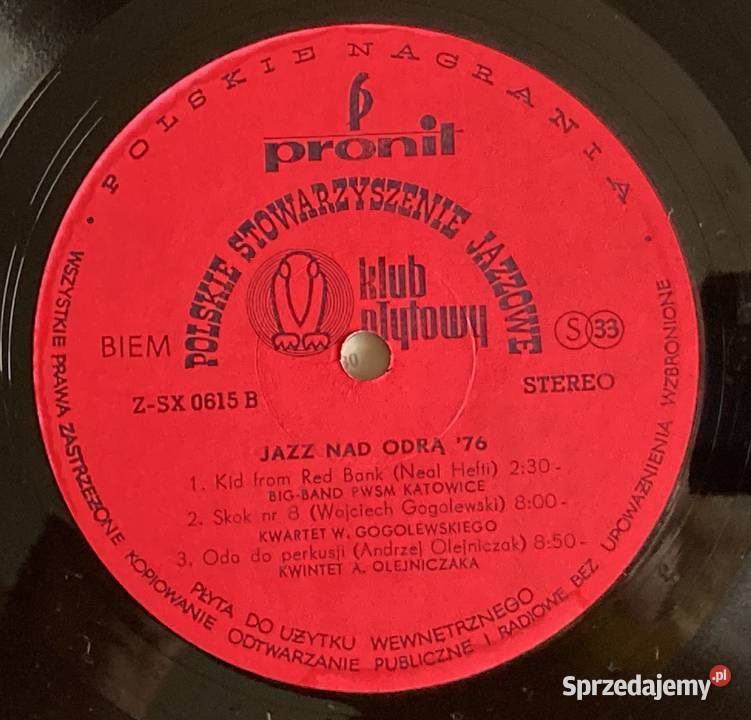 • POLSKIE NAGRANIA •
pronit
POLSKIE STOWARZYSZENIE JAZZOWE
klub
płytowy
BIEM
S 33
Z-SX 0615 B
STEREO
JAZZ NAD ODRĄ '76
1. Kid from Red Bank (Neal Hefti) 2:30 -
BIG-BAND PWSM KATOWICE
2. Skok nr 8 (Wojciech Gogolewski) 8:00 -
KWARTET W. GOGOLEWSKIEGO
3. Oda do perkusji (Andrzej Olejniczak) 8:50 -
KWINTET A. OLEJNICZAKA
PŁYTA DO UŻYTKU WEWNĘTRZNEGO
WSZYSTKIE PRAWA ZASTRZEŻONE KOPIOWANIE ODTWARZANIE PUBLICZNE I RADIOWE BEZ UPOWAŻNIENIA WZBRONIONE
Sprzedajemy.pl